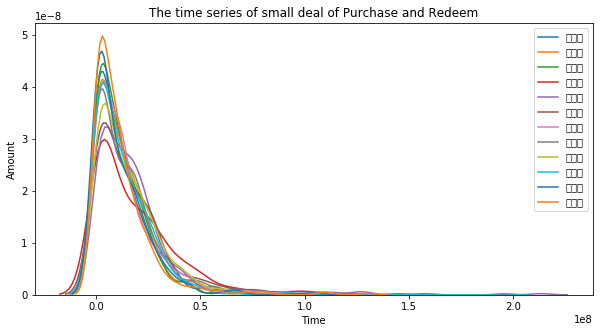 The time series of small deal of Purchase and Redeem
1e−8
5
4
3
2
1
0
Amount
0.0
0.5
1.0
1.5
2.0
1e8
Time